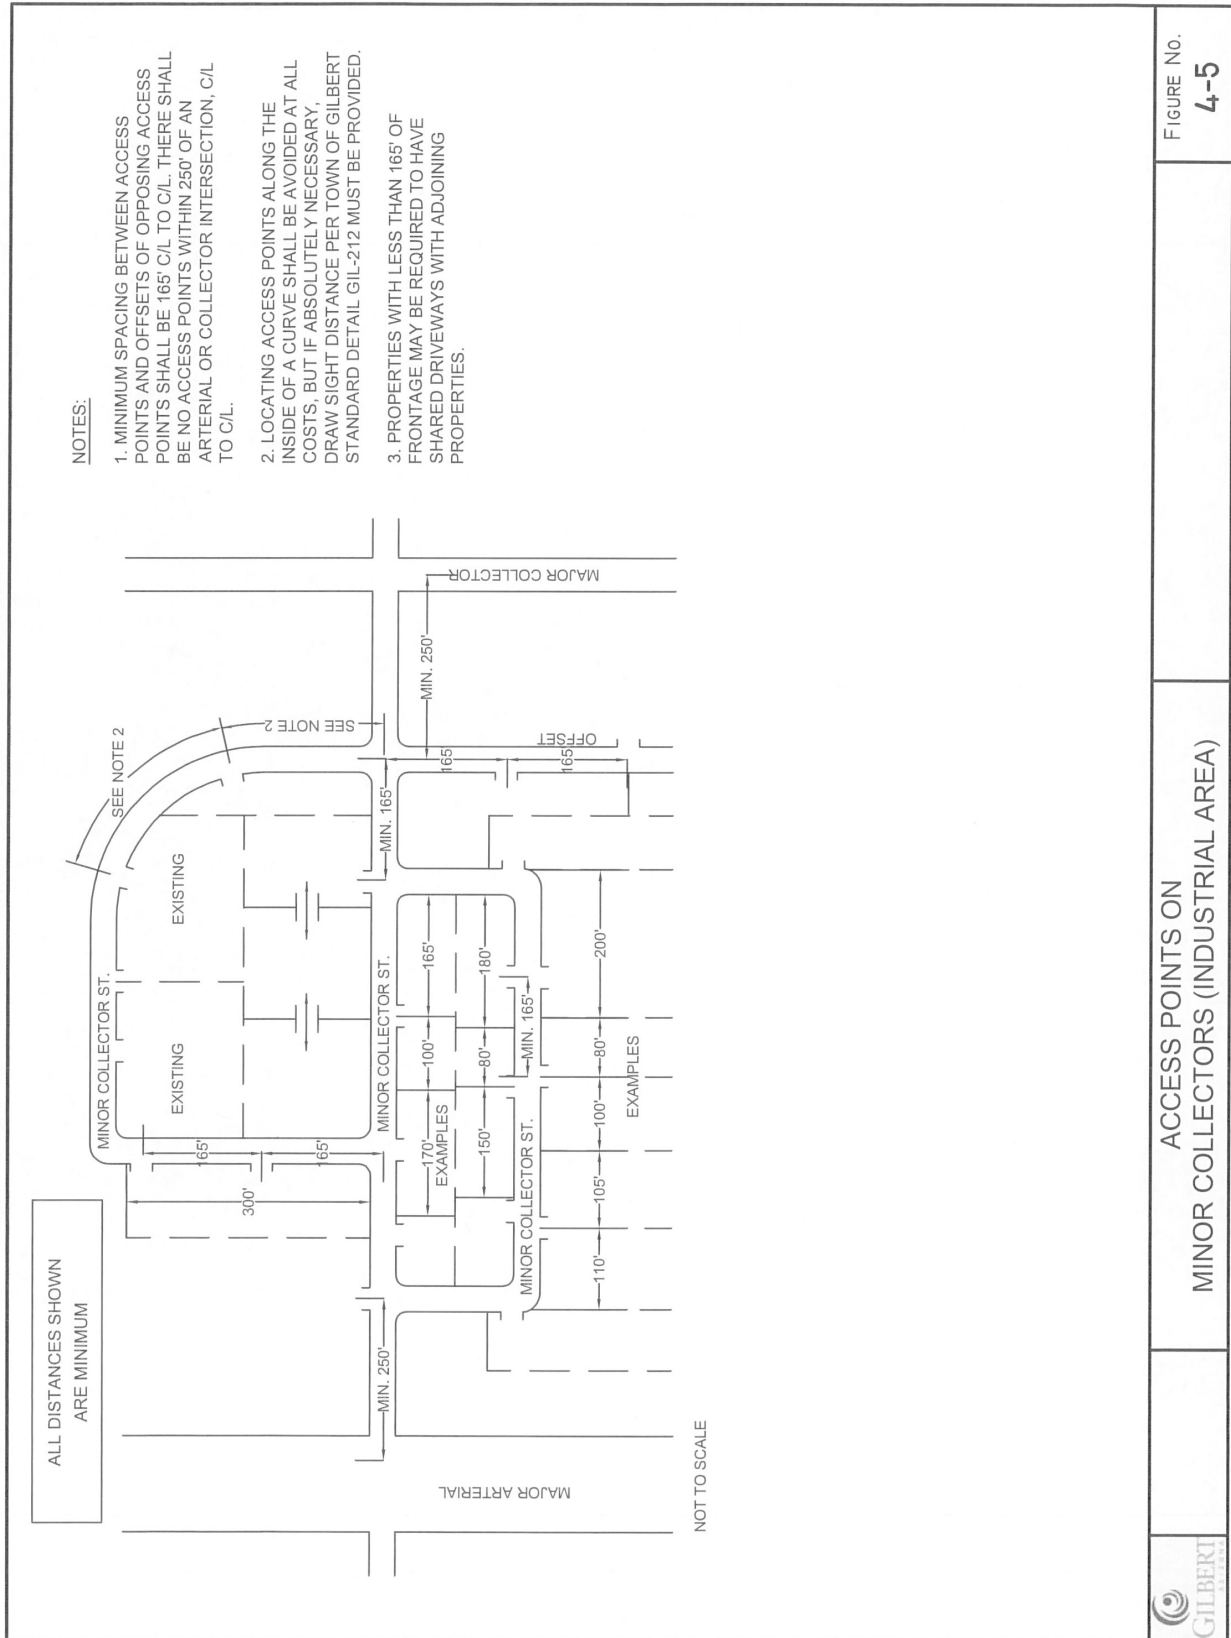 ALL DISTANCES SHOWN
ARE MINIMUM
NOTES:
1. MINIMUM SPACING BETWEEN ACCESS
POINTS AND OFFSETS OF OPPOSING ACCESS
POINTS SHALL BE 165' C/L TO C/L. THERE SHALL
BE NO ACCESS POINTS WITHIN 250' OF AN
ARTERIAL OR COLLECTOR INTERSECTION, C/L
TO C/L.
2. LOCATING ACCESS POINTS ALONG THE
INSIDE OF A CURVE SHALL BE AVOIDED AT ALL
COSTS, BUT IF ABSOLUTELY NECESSARY,
DRAW SIGHT DISTANCE PER TOWN OF GILBERT
STANDARD DETAIL GIL-212 MUST BE PROVIDED.
3. PROPERTIES WITH LESS THAN 165' OF
FRONTAGE MAY BE REQUIRED TO HAVE
SHARED DRIVEWAYS WITH ADJOINING
PROPERTIES.
MINOR COLLECTOR ST.
SEE NOTE 2
SEE NOTE 2
EXISTING
EXISTING
165'
165'
300'
MINOR COLLECTOR ST.
MIN. 165'
MIN. 250'
MIN. 250'
170'
100'
165'
EXAMPLES
150'
80'
180'
165'
165'
OFFSET
MAJOR COLLECTOR
MAJOR ARTERIAL
MINOR COLLECTOR ST.
MIN. 165'
110'
105'
100'
80'
200'
EXAMPLES
NOT TO SCALE
GILBERT
ARIZONA
ACCESS POINTS ON
MINOR COLLECTORS (INDUSTRIAL AREA)
FIGURE NO.
4-5